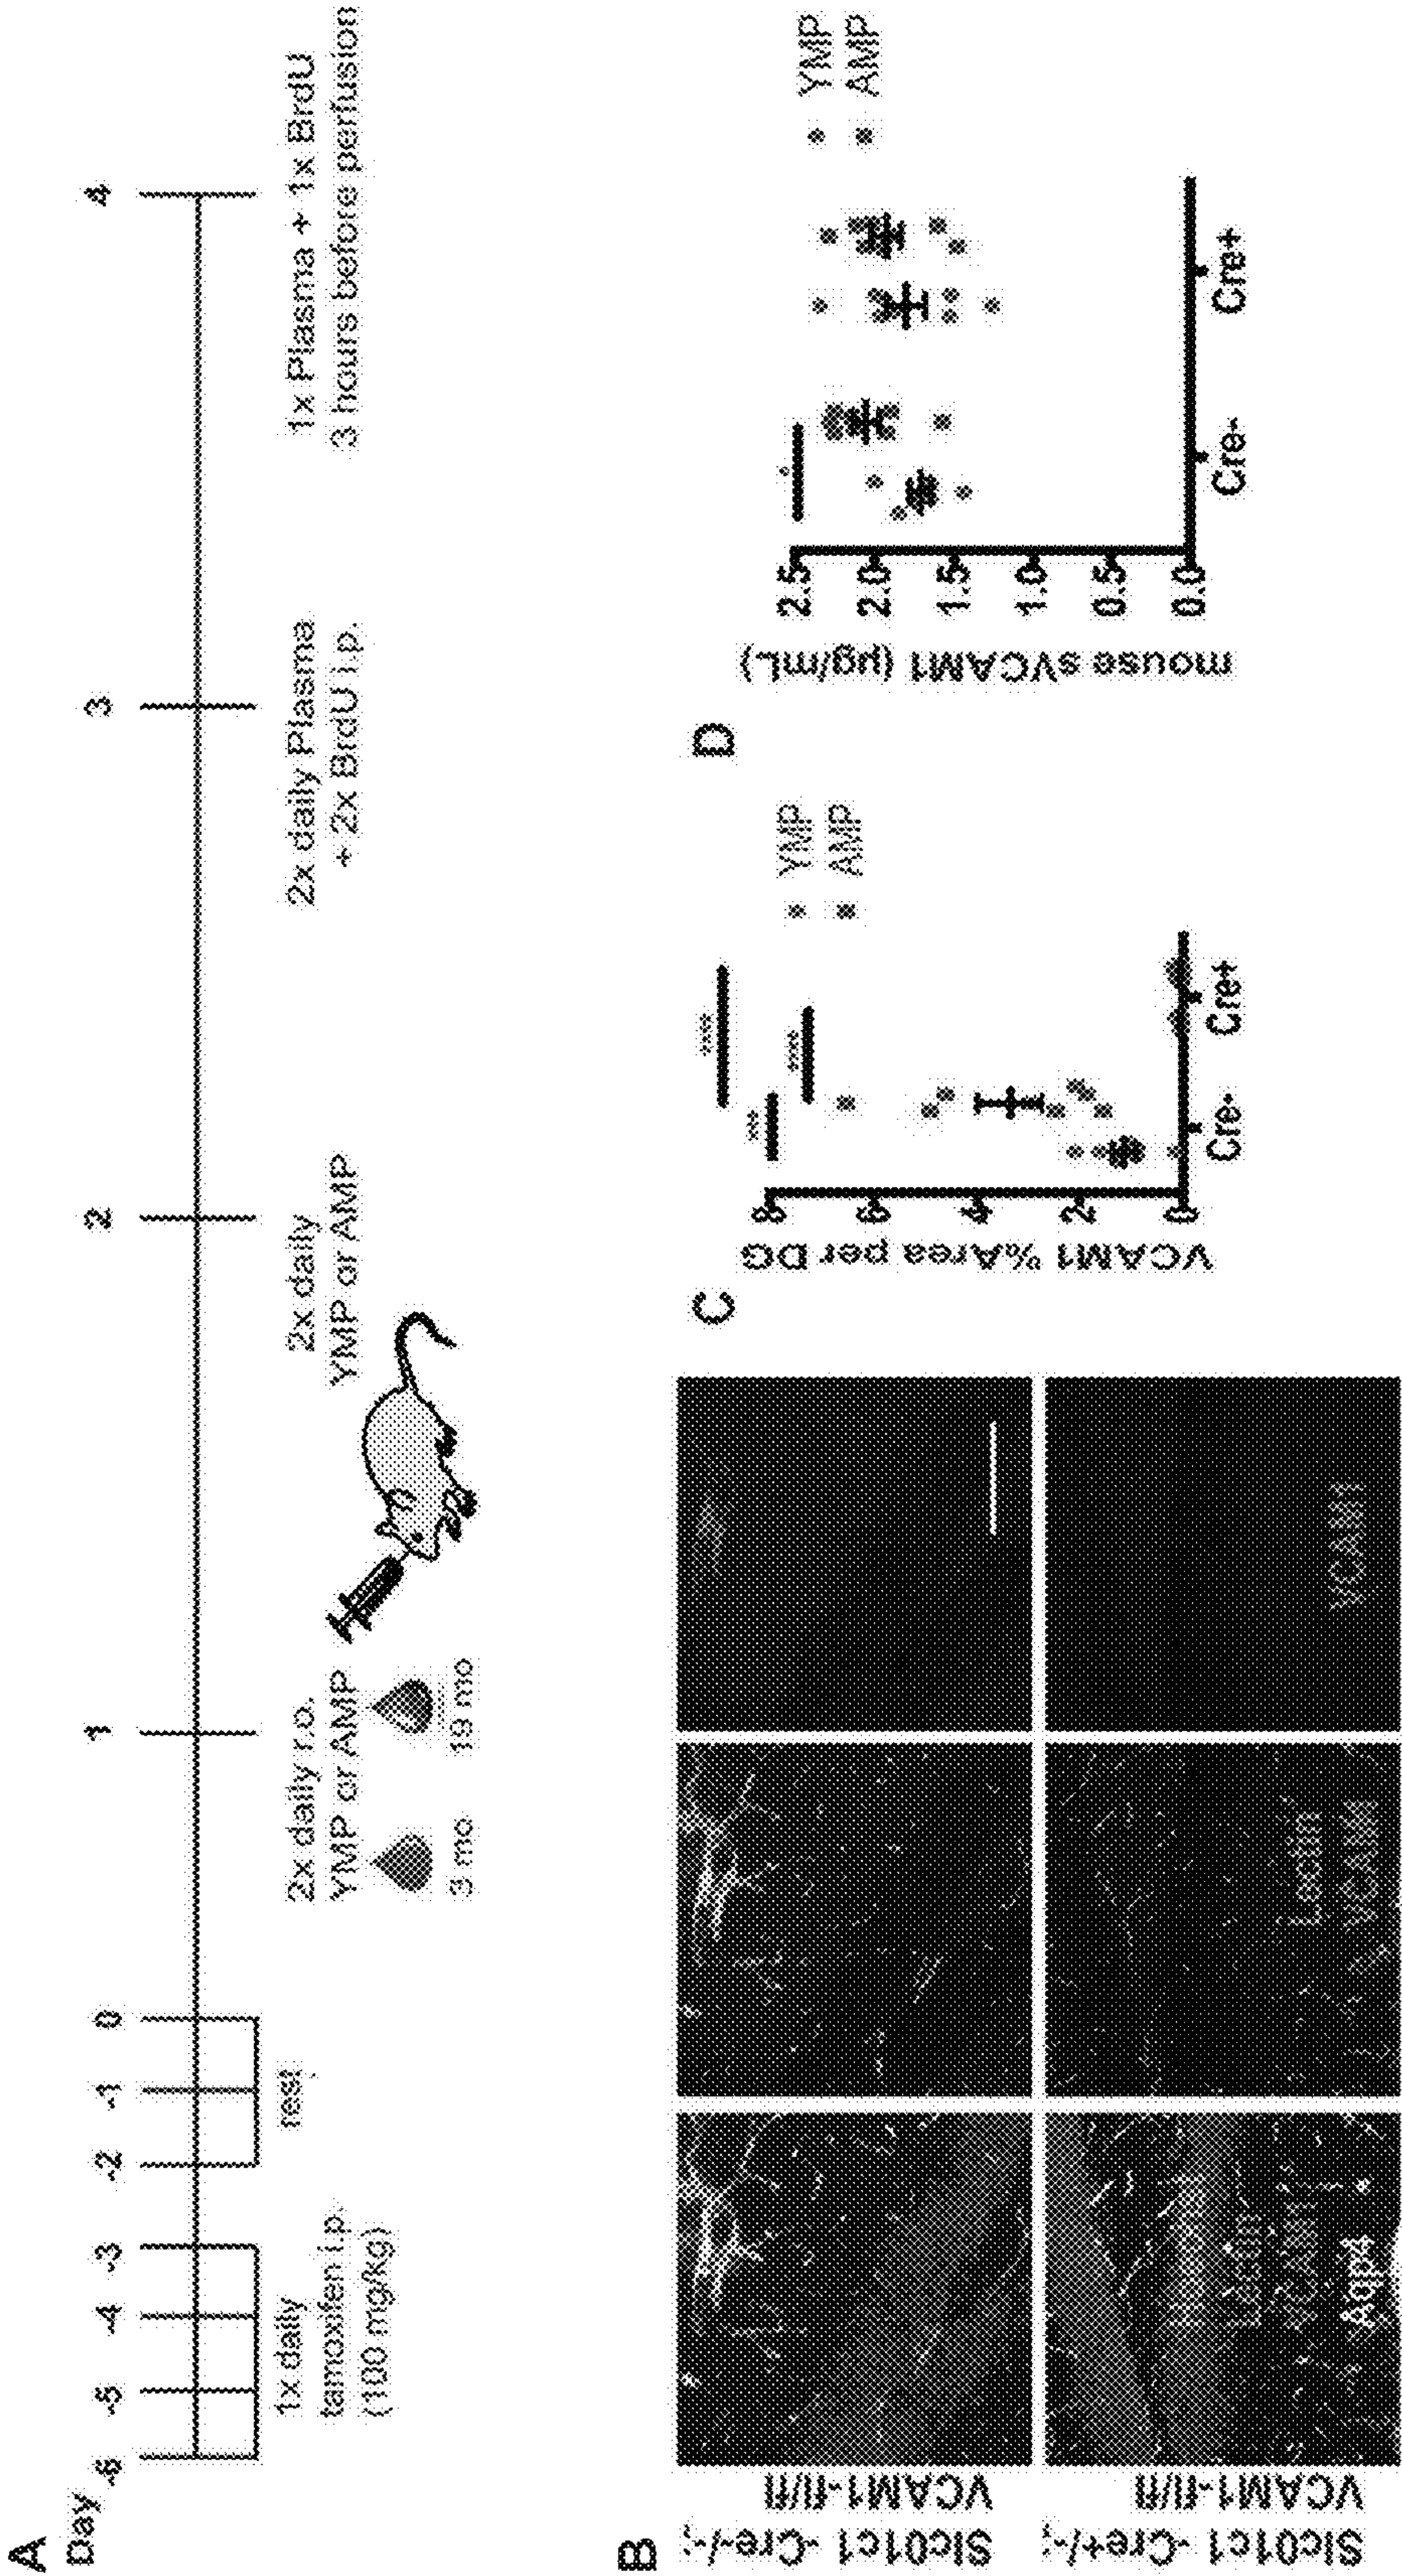 A
Day
-6 -5 -4 -3 -2 -1 0 1 2 3 4
1x daily
tamoxifen i.p.
(100 mg/kg)
rest
2x daily r.o.
YMP or AMP
3 mo
19 mo
2x daily
YMP or AMP
2x daily Plasma
+ 2x BrdU i.p.
1x Plasma + 1x BrdU
3 hours before perfusion
B
Slc01c1 -Cre-/-;
VCAM1-fl/fl
Slc01c1 -Cre+/-;
VCAM1-fl/fl
Lectin
VCAM1
Aqp4
Lectin
VCAM
VCAM1
C
VCAM1 %Area per DG
8
6
4
2
0
***
****
****
Cre-
Cre+
YMP
AMP
D
mouse sVCAM1 (µg/mL)
2.5
2.0
1.5
1.0
0.5
0.0
*
Cre-
Cre+
YMP
AMP